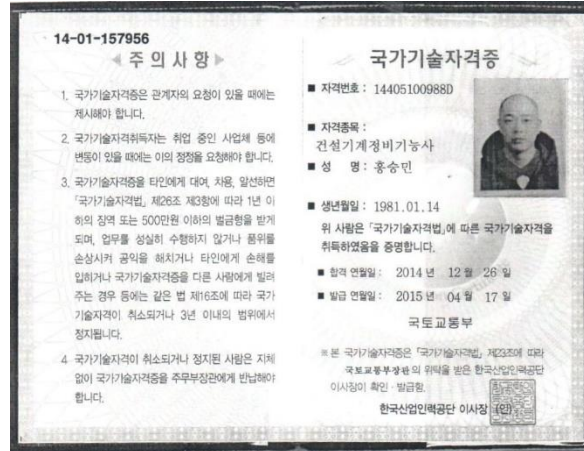 14-01-157956
주 의 사 항
1. 국가기술자격증은 관계자의 요청이 있을 때에는
제시해야 합니다.
2. 국가기술자격취득자는 취업 중인 사업체 등에
변동이 있을 때에는 이의 정정을 요청해야 합니다.
3. 국가기술자격증을 타인에게 대여, 차용, 알선하면
「국가기술자격법」 제26조 제3항에 따라 1년 이
하의 징역 또는 500만원 이하의 벌금형을 받게
되며, 업무를 성실히 수행하지 않거나 품위를
손상시켜 공익을 해치거나 타인에게 손해를
입히거나 국가기술자격증을 다른 사람에게 빌려
주는 경우 등에는 같은 법 제16조에 따라 국가
기술자격이 취소되거나 3년 이내의 범위에서
정지됩니다.
4. 국가기술자격이 취소되거나 정지된 사람은 지체
없이 국가기술자격증을 주무부장관에게 반납해야
합니다.
국가기술자격증
■ 자격번호 : 14405100988D
■ 자격종목 :
건설기계정비기능사
■ 성 명 : 홍승민
■ 생년월일 : 1981.01.14
위 사람은 「국가기술자격법」에 따른 국가기술자격을
취득하였음을 증명합니다.
■ 합격 연월일 : 2014 년 12 월 26 일
■ 발급 연월일 : 2015 년 04 월 17 일
국토교통부
※ 본 국가기술자격증은 「국가기술자격법」 제23조에 따라
국토교통부장관의 위탁을 받은 한국산업인력공단
이사장이 확인 · 발급함.
한국산업인력공단 이사장 (인)